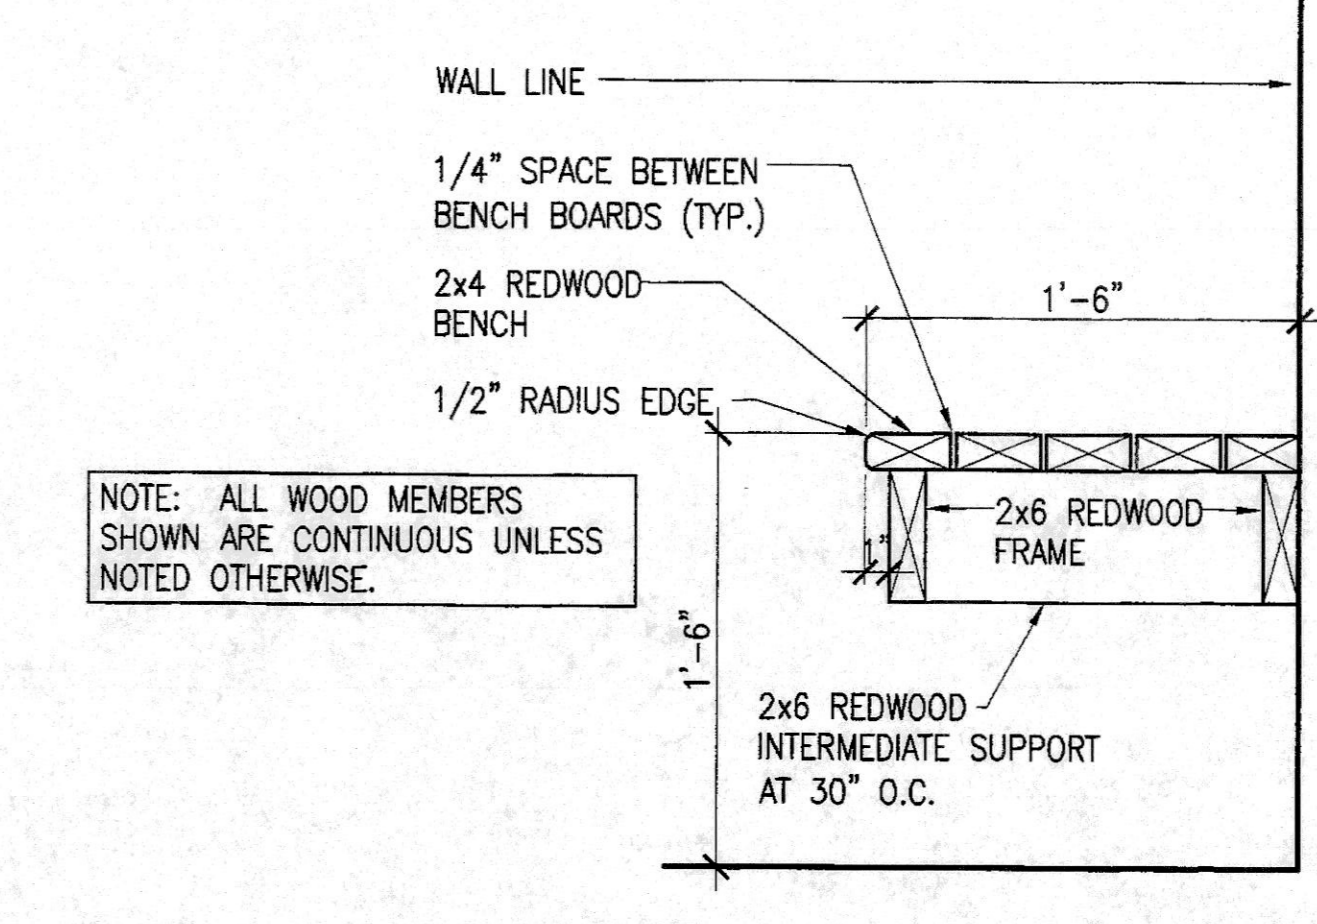 WALL LINE
1/4" SPACE BETWEEN
BENCH BOARDS (TYP.)
2x4 REDWOOD
BENCH
1/2" RADIUS EDGE
1'-6"
NOTE: ALL WOOD MEMBERS
SHOWN ARE CONTINUOUS UNLESS
NOTED OTHERWISE.
2x6 REDWOOD
FRAME
1"
1'-6"
2x6 REDWOOD
INTERMEDIATE SUPPORT
AT 30" O.C.